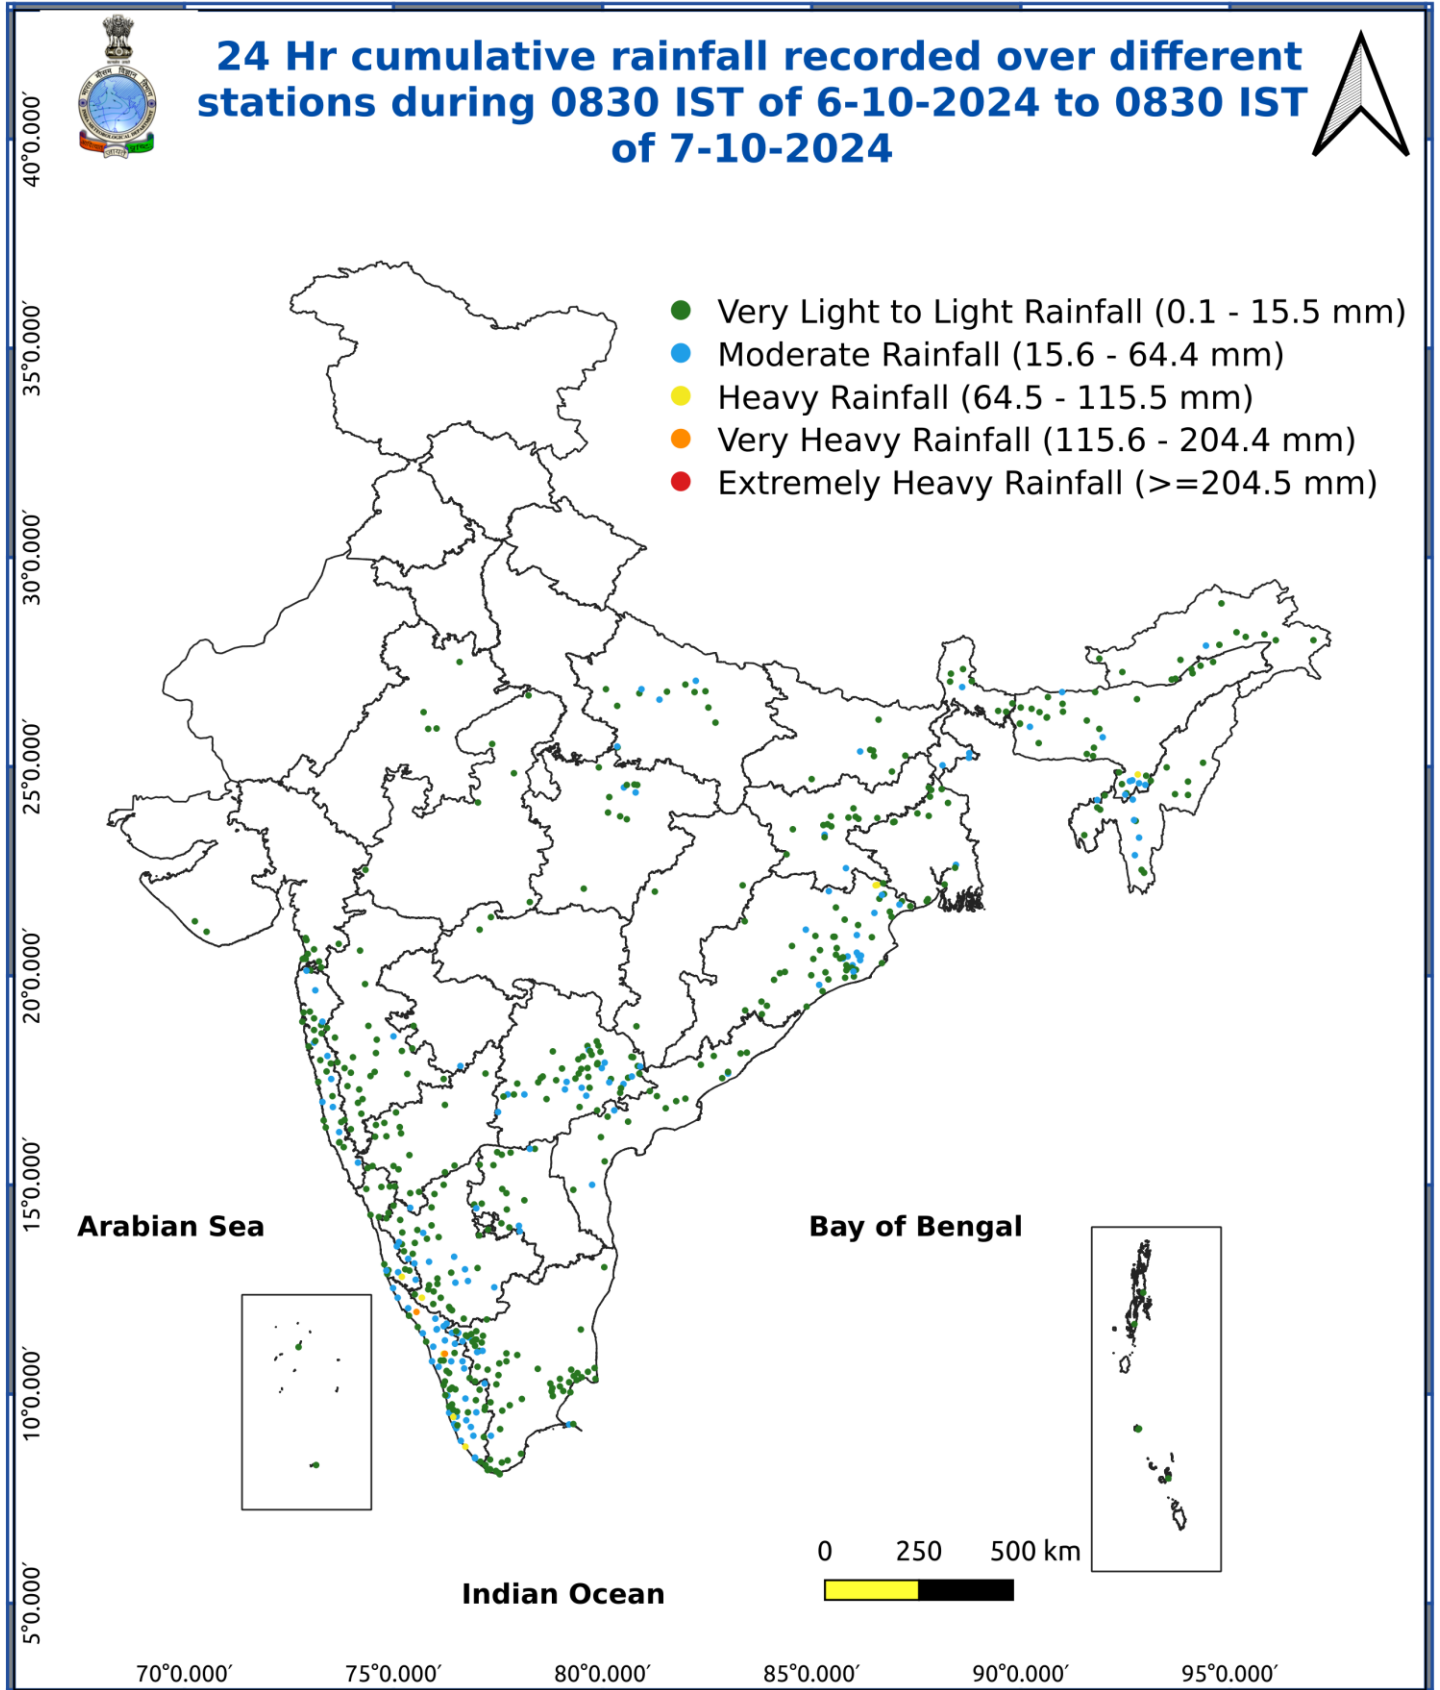 24 Hr cumulative rainfall recorded over different
stations during 0830 IST of 6-10-2024 to 0830 IST
of 7-10-2024
Very Light to Light Rainfall (0.1 - 15.5 mm)
Moderate Rainfall (15.6 - 64.4 mm)
Heavy Rainfall (64.5 - 115.5 mm)
Very Heavy Rainfall (115.6 - 204.4 mm)
Extremely Heavy Rainfall (>=204.5 mm)
40°0.000′
35°0.000′
30°0.000′
25°0.000′
20°0.000′
15°0.000′
10°0.000′
5°0.000′
Arabian Sea
Bay of Bengal
Indian Ocean
0 250 500 km
70°0.000′ 75°0.000′ 80°0.000′ 85°0.000′ 90°0.000′ 95°0.000′